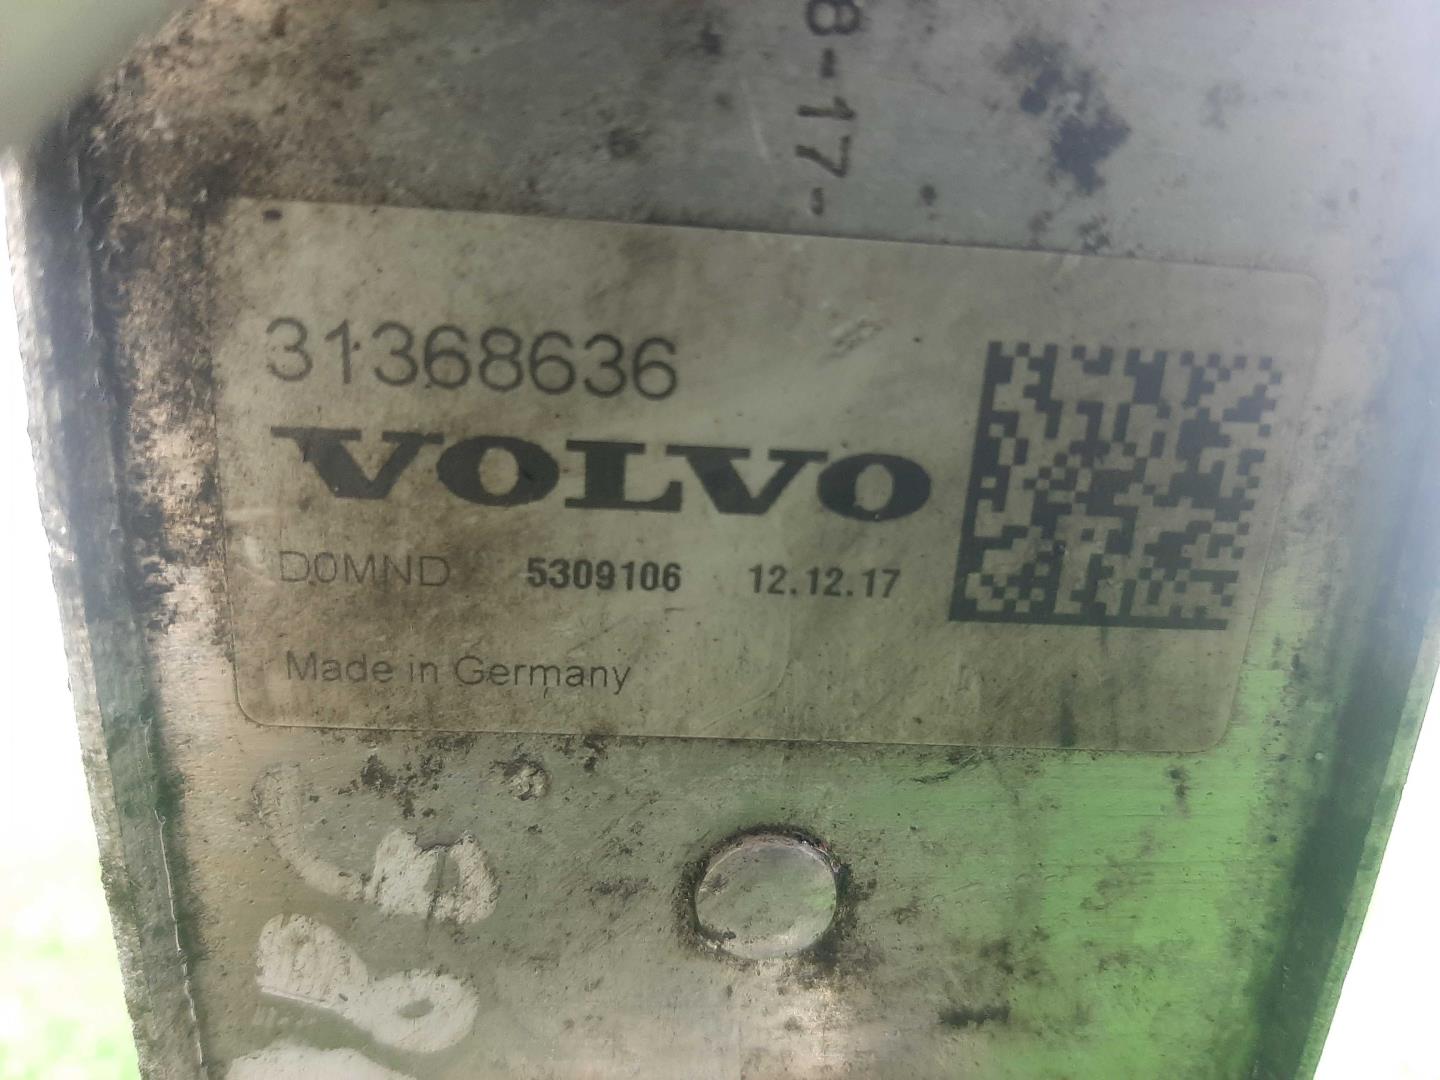 8-17-
31368636
VOLVO
D0MND 5309106 12.12.17
Made in Germany